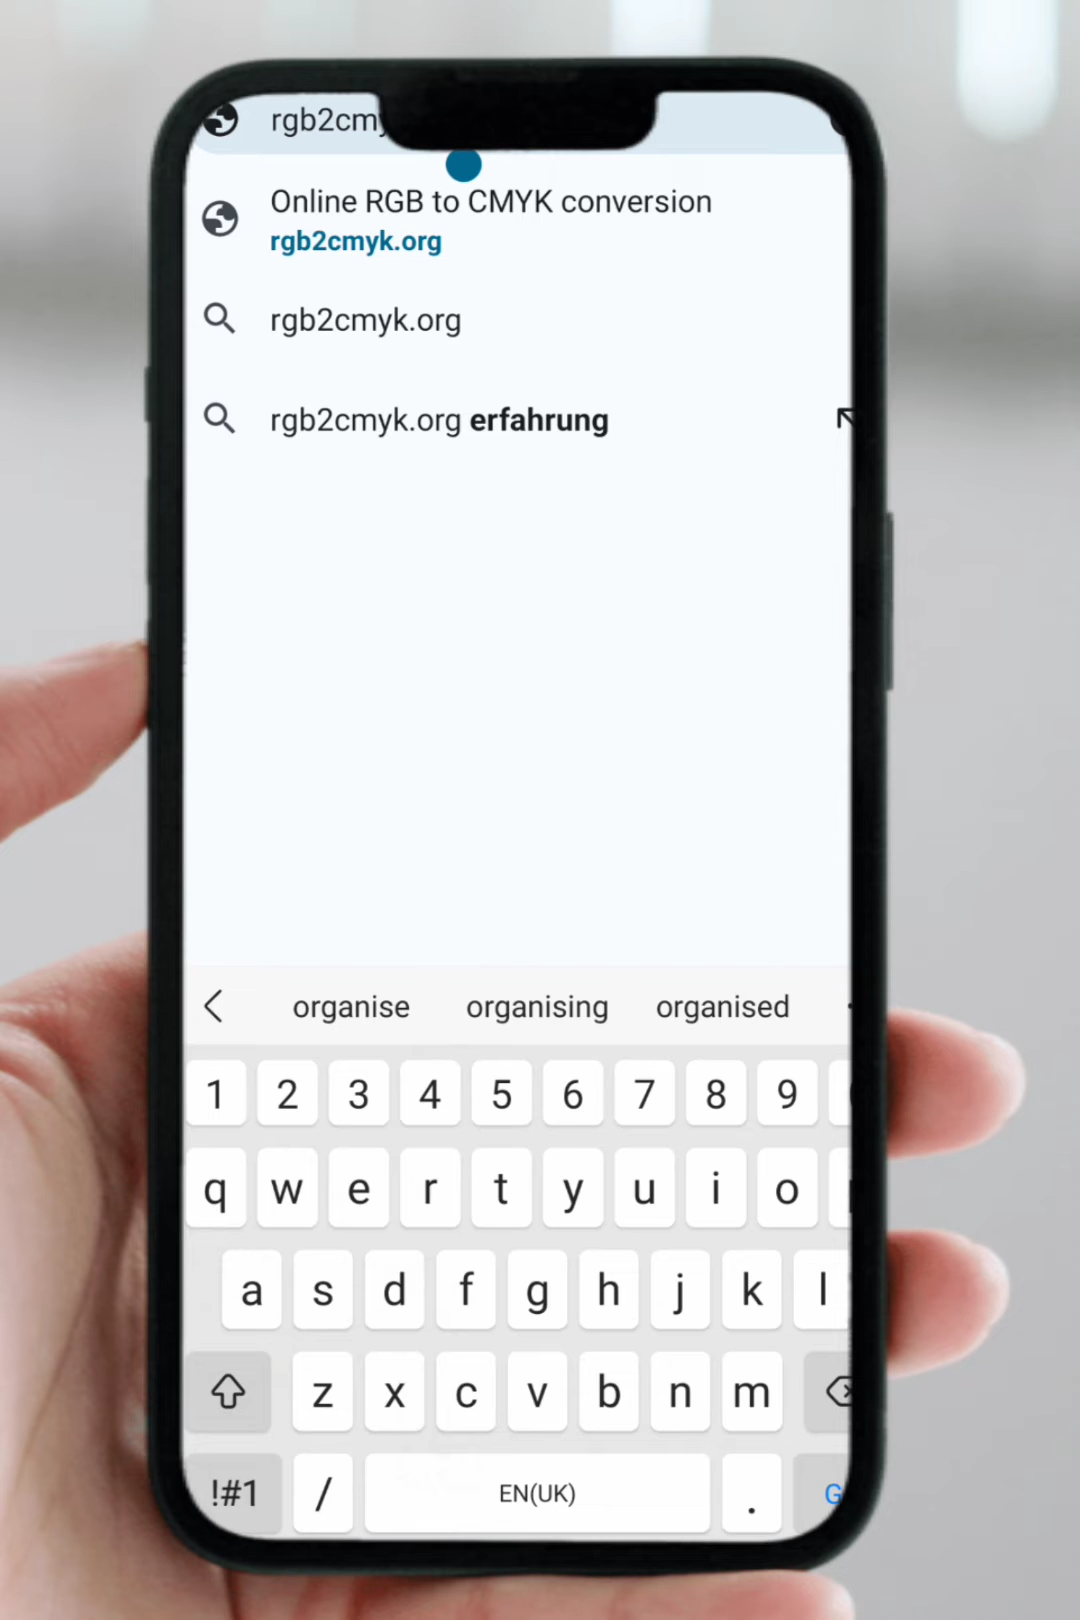 rgb2cmy
Online RGB to CMYK conversion
rgb2cmyk.org
rgb2cmyk.org
rgb2cmyk.org erfahrung
organise organising organised
1 2 3 4 5 6 7 8 9
q w e r t y u i o
a s d f g h j k l
z x c v b n m
!#1 / EN(UK) . G